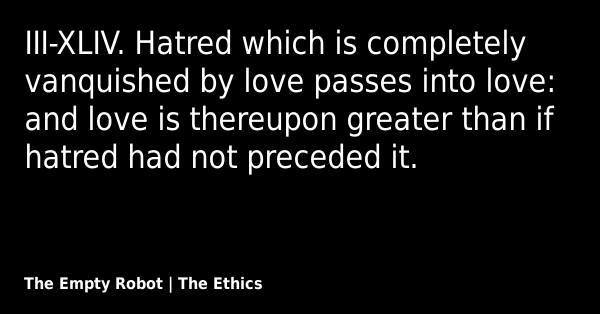 III-XLIV. Hatred which is completely
vanquished by love passes into love:
and love is thereupon greater than if
hatred had not preceded it.
The Empty Robot | The Ethics